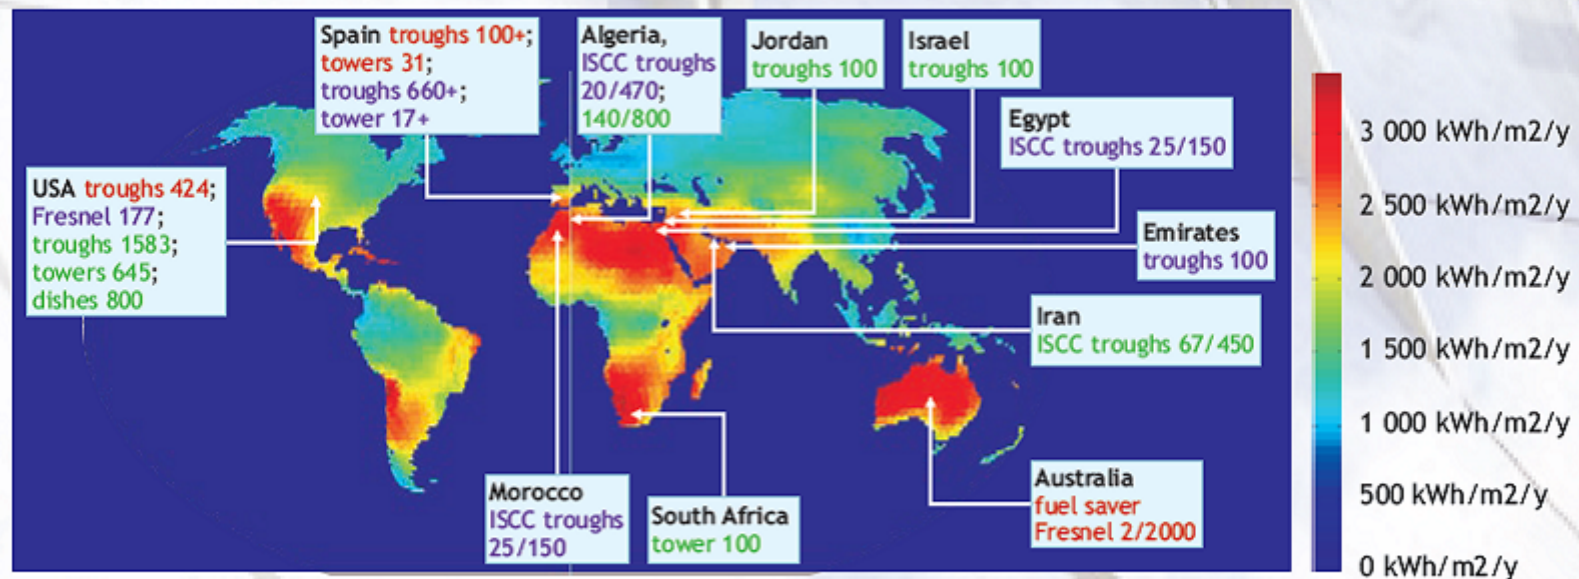 Spain troughs 100+;
towers 31;
troughs 660+;
tower 17+
Algeria,
ISCC troughs
20/470;
140/800
Jordan
troughs 100
Israel
troughs 100
Egypt
ISCC troughs 25/150
USA troughs 424;
Fresnel 177;
troughs 1583;
towers 645;
dishes 800
Emirates
troughs 100
Iran
ISCC troughs 67/450
Morocco
ISCC troughs
25/150
South Africa
tower 100
Australia
fuel saver
Fresnel 2/2000
3 000 kWh/m2/y
2 500 kWh/m2/y
2 000 kWh/m2/y
1 500 kWh/m2/y
1 000 kWh/m2/y
500 kWh/m2/y
0 kWh/m2/y